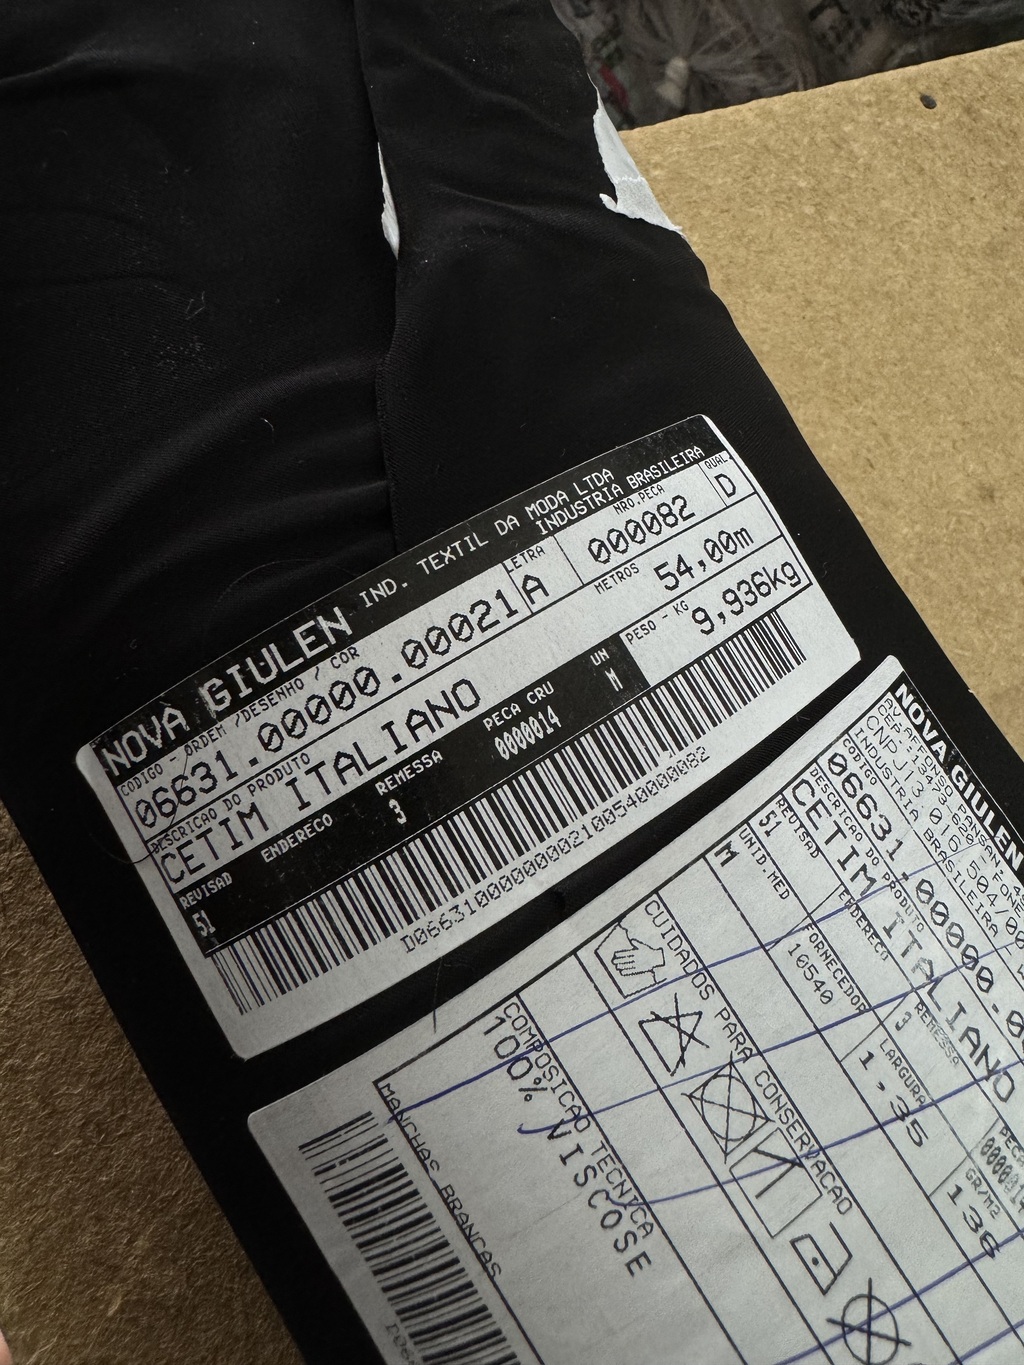 NOVA GIULEN IND. TEXTIL DA MODA LTDA
INDUSTRIA BRASILEIRA
CODIGO - ORDEM /DESENHO / COR
06631.00000.00021
LETRA
A
NRO.PECA
000082
QUAL.
D
DESCRICAO DO PRODUTO
CETIM ITALIANO
METROS
54,00m
REVISAD
51
ENDERECO
REMESSA
3
PECA CRU
0000014
UN
M
PESO - KG
9,936kg
D0663100000000021005400000082
NOVA GIULEN
INDUSTRIA BRASILEIRA
CODIGO
06631.00000.0
DESCRICAO DO PRODUTO
CETIM ITALIANO
REVISAD
51
ENDERECO
REMESSA
3
UNID.MED
M
FORNECEDOR
16540
LARGURA
1,35
GR/M2
136
CUIDADOS PARA CONSERVACAO
COMPOSICAO TECNICA
100% VISCOSE
MANCHAS BRANCAS